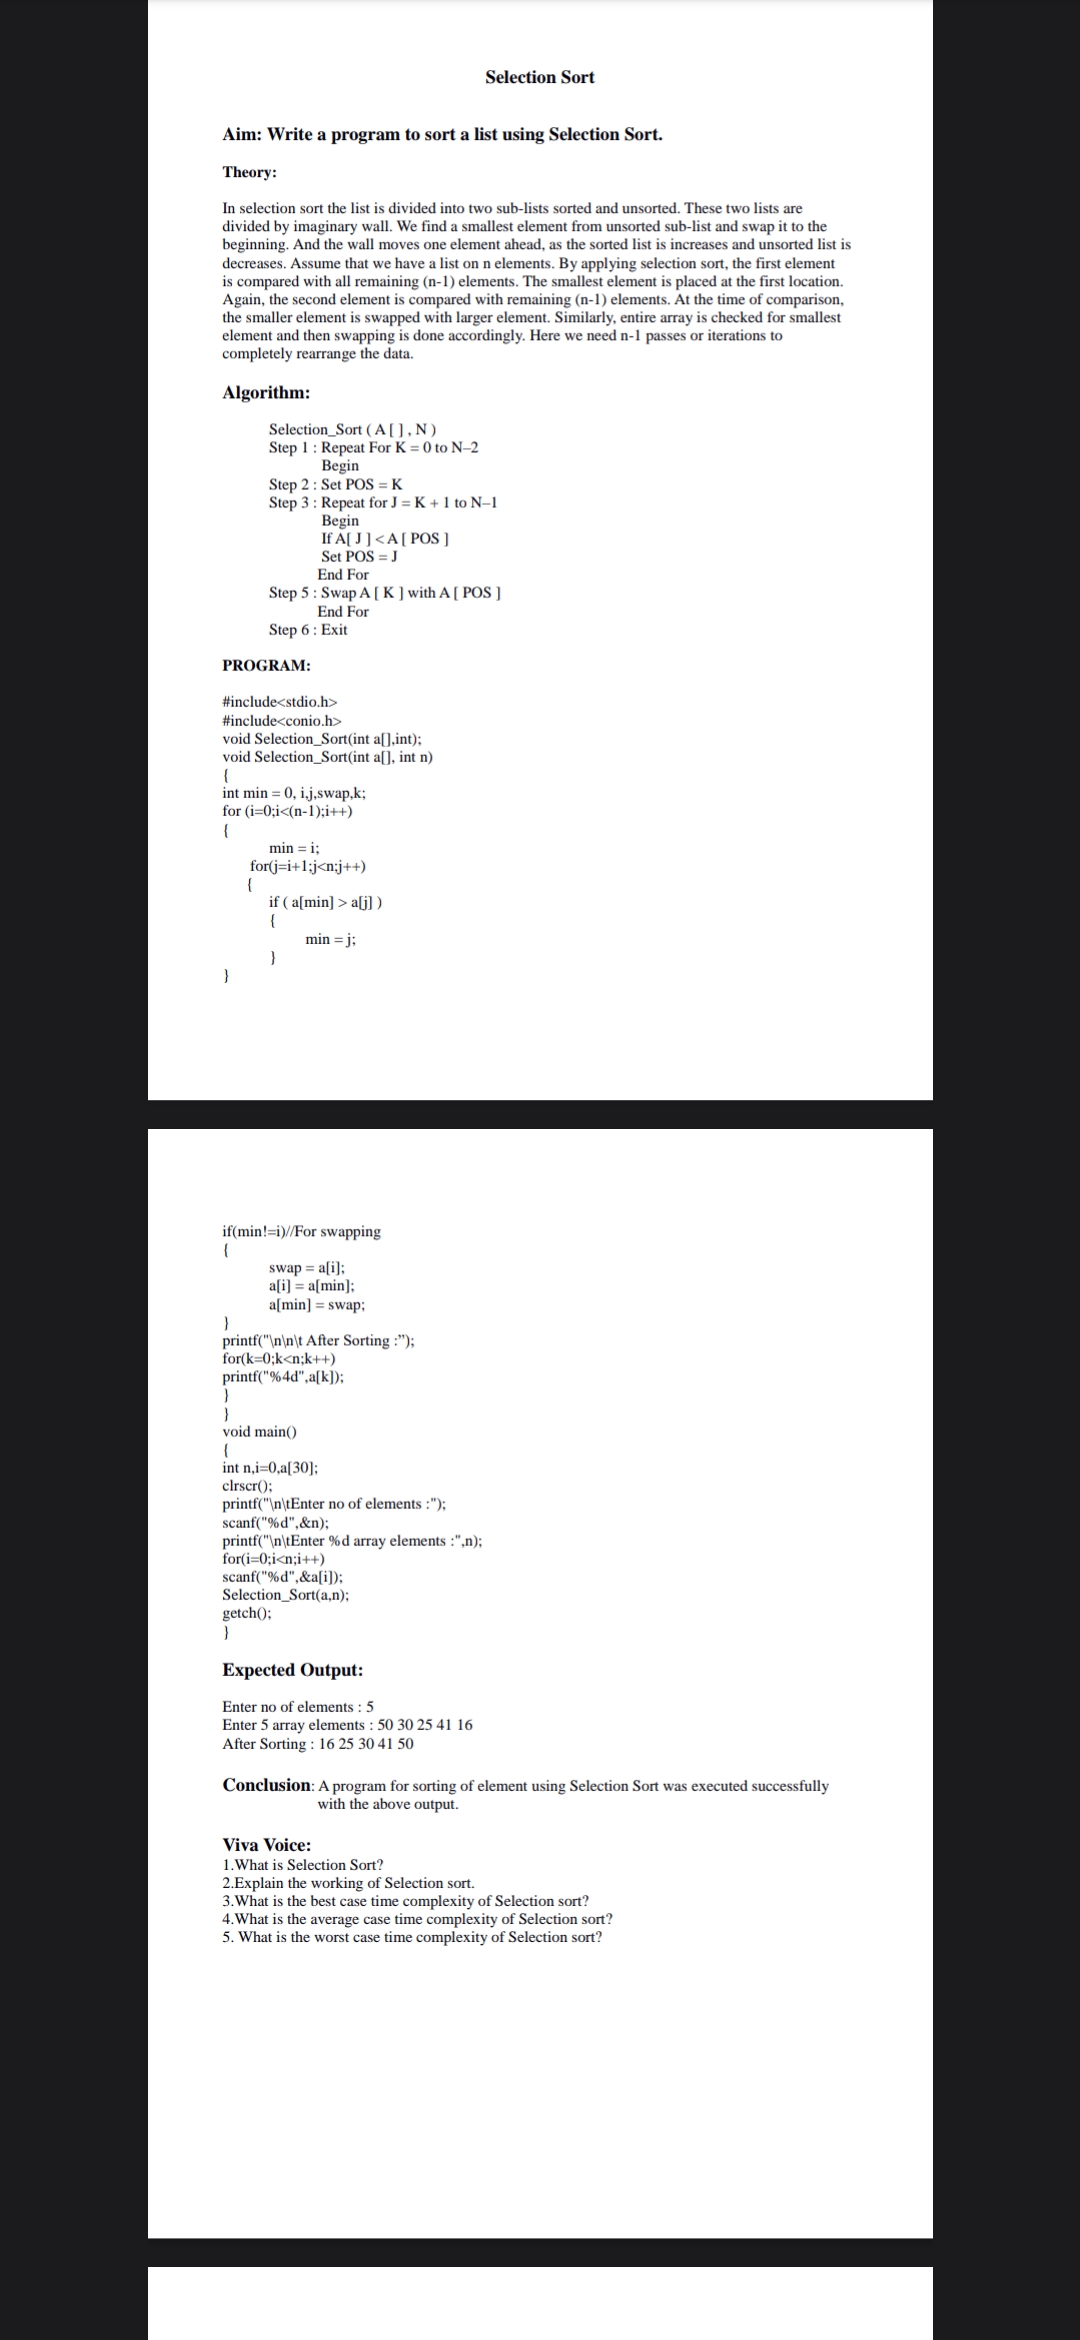 Selection Sort
Aim: Write a program to sort a list using Selection Sort.
Theory:
In selection sort the list is divided into two sub-lists sorted and unsorted. These two lists are
divided by imaginary wall. We find a smallest element from unsorted sub-list and swap it to the
beginning. And the wall moves one element ahead, as the sorted list is increases and unsorted list is
decreases. Assume that we have a list on n elements. By applying selection sort, the first element
is compared with all remaining (n-1) elements. The smallest element is placed at the first location.
Again, the second element is compared with remaining (n-1) elements. At the time of comparison,
the smaller element is swapped with larger element. Similarly, entire array is checked for smallest
element and then swapping is done accordingly. Here we need n-1 passes or iterations to
completely rearrange the data.
Algorithm:
Selection_Sort ( A [ ] , N )
Step 1 : Repeat For K = 0 to N–2
Begin
Step 2 : Set POS = K
Step 3 : Repeat for J = K + 1 to N–1
Begin
If A[ J ] < A [ POS ]
Set POS = J
End For
Step 5 : Swap A [ K ] with A [ POS ]
End For
Step 6 : Exit
PROGRAM:
#include<stdio.h>
#include<conio.h>
void Selection_Sort(int a[],int);
void Selection_Sort(int a[], int n)
{
int min = 0, i,j,swap,k;
for (i=0;i<(n-1);i++)
{
min = i;
for(j=i+1;j<n;j++)
{
if ( a[min] > a[j] )
{
min = j;
}
}
if(min!=i)//For swapping
{
swap = a[i];
a[i] = a[min];
a[min] = swap;
}
printf("\n\n\t After Sorting :”);
for(k=0;k<n;k++)
printf("%4d",a[k]);
}
}
void main()
{
int n,i=0,a[30];
clrscr();
printf("\n\tEnter no of elements :");
scanf("%d",&n);
printf("\n\tEnter %d array elements :",n);
for(i=0;i<n;i++)
scanf("%d",&a[i]);
Selection_Sort(a,n);
getch();
}
Expected Output:
Enter no of elements : 5
Enter 5 array elements : 50 30 25 41 16
After Sorting : 16 25 30 41 50
Conclusion: A program for sorting of element using Selection Sort was executed successfully
with the above output.
Viva Voice:
1.What is Selection Sort?
2.Explain the working of Selection sort.
3.What is the best case time complexity of Selection sort?
4.What is the average case time complexity of Selection sort?
5. What is the worst case time complexity of Selection sort?